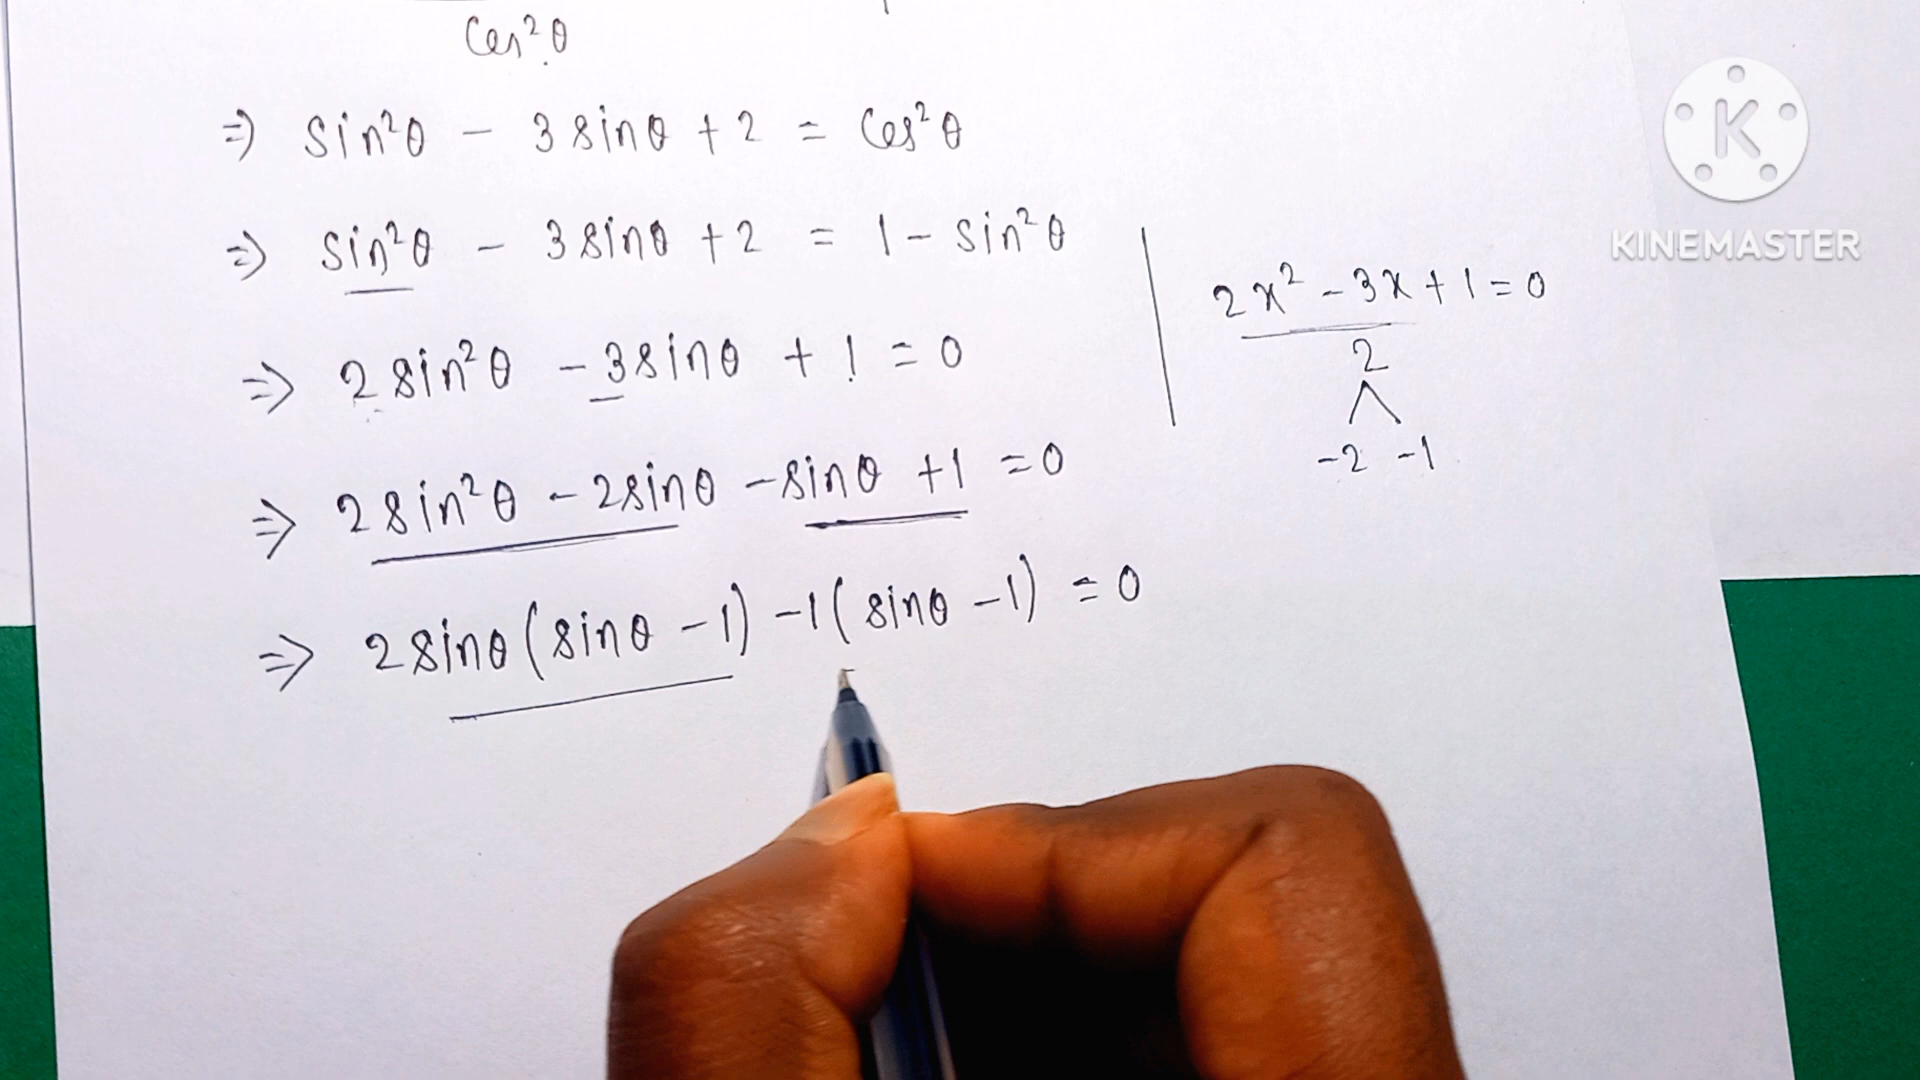 Cos²θ
⇒ sin²θ - 3sinθ + 2 = Cos²θ
⇒ sin²θ - 3sinθ + 2 = 1 - sin²θ
⇒ 2sin²θ - 3sinθ + 1 = 0
⇒ 2sin²θ - 2sinθ - sinθ + 1 = 0
⇒ 2sinθ(sinθ - 1) - 1(sinθ - 1) = 0
2x² - 3x + 1 = 0
2
-2 -1
K
KINEMASTER